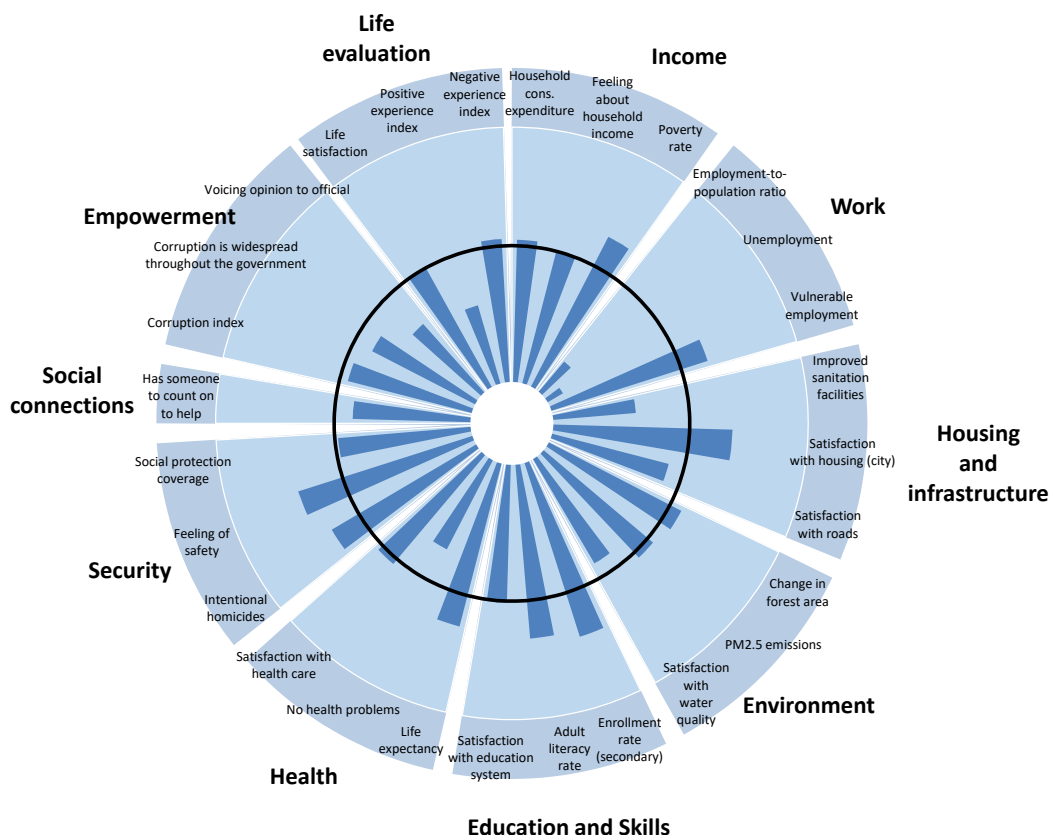 Life
evaluation
Negative
experience
index
Positive
experience
index
Life
satisfaction
Income
Household
cons.
expenditure
Feeling
about
household
income
Poverty
rate
Work
Employment-to-
population ratio
Unemployment
Vulnerable
employment
Housing
and
infrastructure
Improved
sanitation
facilities
Satisfaction
with housing (city)
Satisfaction
with roads
Environment
Change in
forest area
PM2.5 emissions
Satisfaction
with
water
quality
Education and Skills
Enrollment
rate
(secondary)
Adult
literacy
rate
Satisfaction
with education
system
Health
Life
expectancy
No health problems
Satisfaction with
health care
Security
Intentional
homicides
Feeling of
safety
Social protection
coverage
Social
connections
Has someone
to count on
to help
Empowerment
Corruption index
Corruption is widespread
throughout the government
Voicing opinion to official